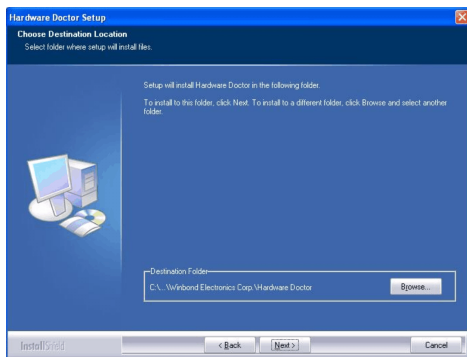 Hardware Doctor Setup
Choose Destination Location
Select folder where setup will install files.
Setup will install Hardware Doctor in the following folder.
To install to this folder, click Next. To install to a different folder, click Browse and select another
folder.
Destination Folder
C:\...\Winbond Electronics Corp.\Hardware Doctor
Browse...
InstallShield
< Back
Next >
Cancel